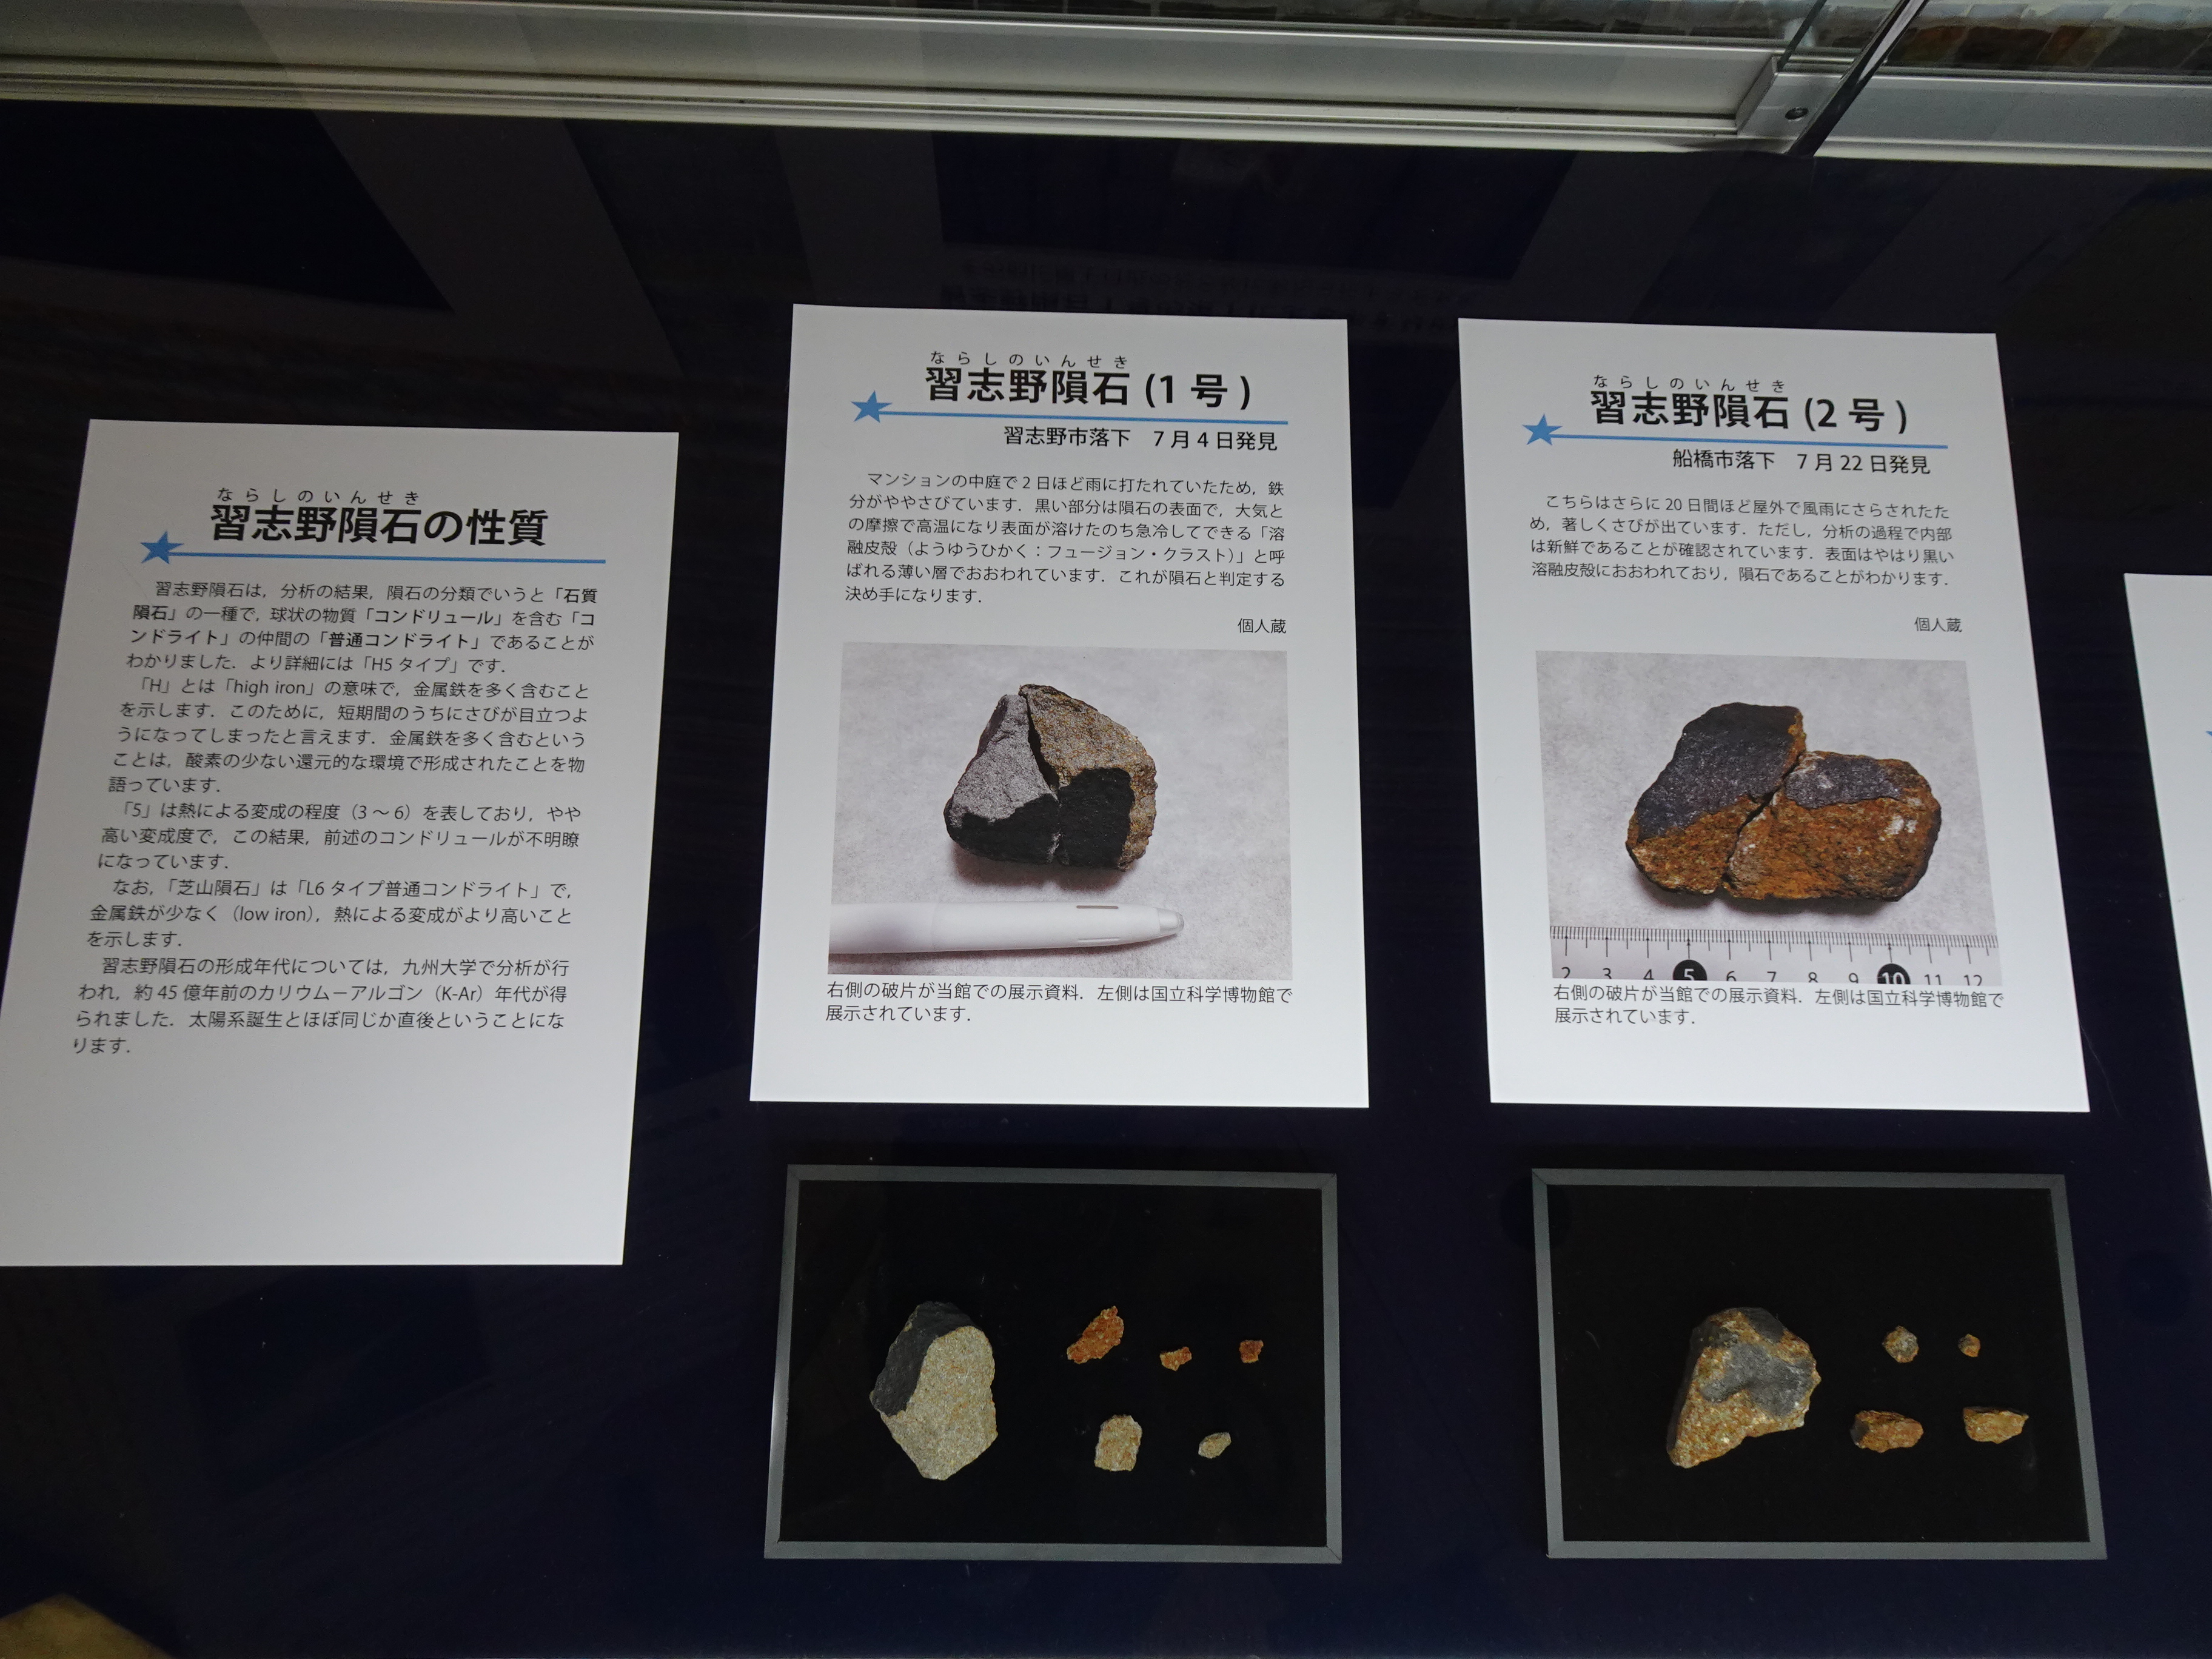 ならしのいんせき
習志野隕石の性質
習志野隕石は，分析の結果，隕石の分類でいうと「石質
隕石」の一種で，球状の物質「コンドリュール」を含む「コ
ンドライト」の仲間の「普通コンドライト」であることが
わかりました．より詳細には「H5 タイプ」です．
「H」とは「high iron」の意味で，金属鉄を多く含むこと
を示します．このために，短期間のうちにさびが目立つよ
うになってしまったと言えます．金属鉄を多く含むという
ことは，酸素の少ない還元的な環境で形成されたことを物
語っています．
「5」は熱による変成の程度（3 ～ 6）を表しており，やや
高い変成度で，この結果，前述のコンドリュールが不明瞭
になっています．
なお，「芝山隕石」は「L6 タイプ普通コンドライト」で，
金属鉄が少なく（low iron），熱による変成がより高いこと
を示します．
習志野隕石の形成年代については，九州大学で分析が行
われ，約 45 億年前のカリウムーアルゴン（K-Ar）年代が得
られました．太陽系誕生とほぼ同じか直後ということにな
ります．
ならしのいんせき
習志野隕石 (1 号 )
習志野市落下　7 月 4 日発見
マンションの中庭で 2 日ほど雨に打たれていたため，鉄
分がややさびています．黒い部分は隕石の表面で，大気と
の摩擦で高温になり表面が溶けたのち急冷してできる「溶
融皮殻（ようゆうひかく：フュージョン・クラスト）」と呼
ばれる薄い層でおおわれています．これが隕石と判定する
決め手になります．
個人蔵
右側の破片が当館での展示資料．左側は国立科学博物館で
展示されています．
ならしのいんせき
習志野隕石 (2 号 )
船橋市落下　7 月 22 日発見
こちらはさらに 20 日間ほど屋外で風雨にさらされたた
め，著しくさびが出ています．ただし，分析の過程で内部
は新鮮であることが確認されています．表面はやはり黒い
溶融皮殻におおわれており，隕石であることがわかります．
個人蔵
2 3 4 5 6 7 8 9 10 11 12
右側の破片が当館での展示資料．左側は国立科学博物館で
展示されています．